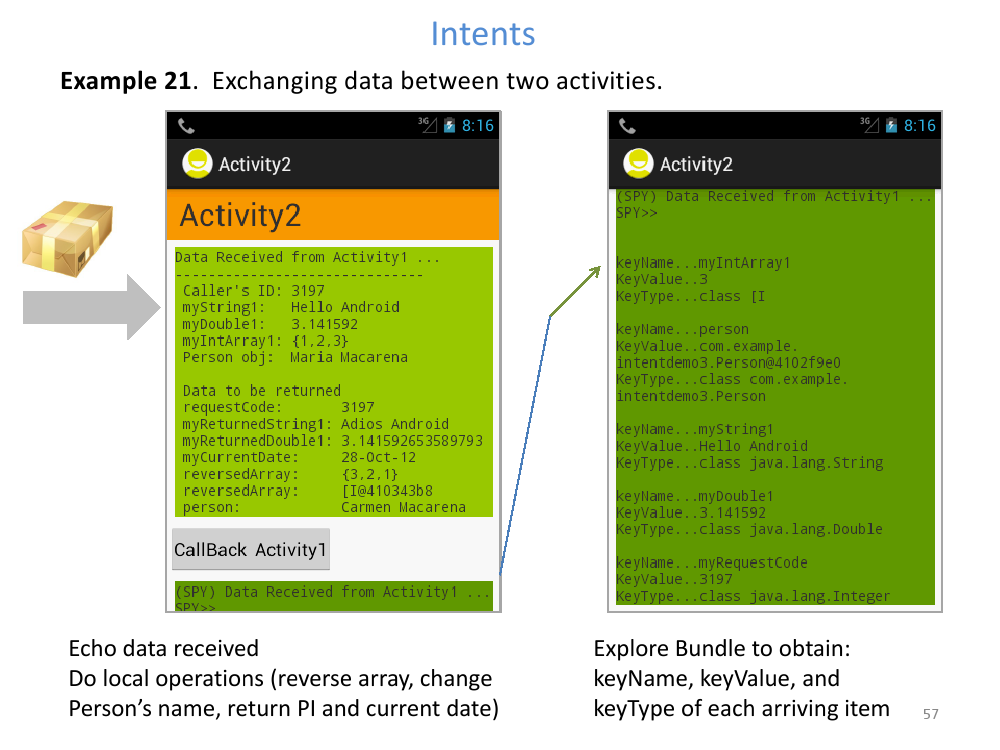 Intents
Example 21.  Exchanging data between two activities.
3G 8:16
Activity2
Activity2
Data Received from Activity1 ...
------------------------------
Caller's ID: 3197
myString1:   Hello Android
myDouble1:   3.141592
myIntArray1: {1,2,3}
Person obj:  Maria Macarena
Data to be returned
requestCode:       3197
myReturnedString1: Adios Android
myReturnedDouble1: 3.141592653589793
myCurrentDate:     28-Oct-12
reversedArray:     {3,2,1}
reversedArray:     [I@410343b8
person:            Carmen Macarena
CallBack Activity1
(SPY) Data Received from Activity1 ...
SPY>>
3G 8:16
Activity2
(SPY) Data Received from Activity1 ...
SPY>>
keyName...myIntArray1
KeyValue..3
KeyType...class [I
keyName...person
KeyValue..com.example.
intentdemo3.Person@4102f9e0
KeyType...class com.example.
intentdemo3.Person
keyName...myString1
KeyValue..Hello Android
KeyType...class java.lang.String
keyName...myDouble1
KeyValue..3.141592
KeyType...class java.lang.Double
keyName...myRequestCode
KeyValue..3197
KeyType...class java.lang.Integer
Echo data received
Do local operations (reverse array, change
Person's name, return PI and current date)
Explore Bundle to obtain:
keyName, keyValue, and
keyType of each arriving item
57